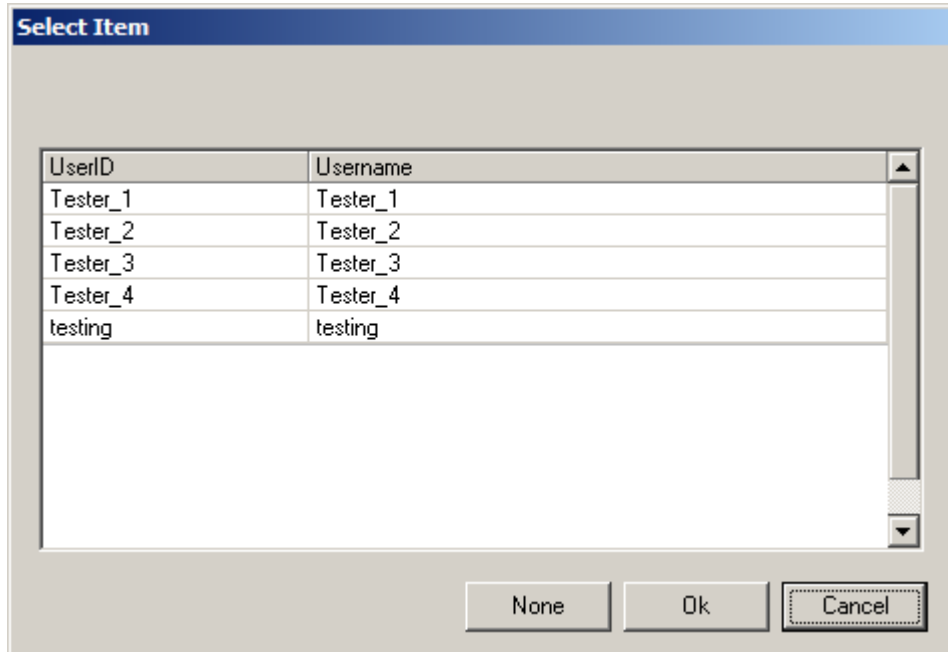 Select Item
UserID Username
Tester_1 Tester_1
Tester_2 Tester_2
Tester_3 Tester_3
Tester_4 Tester_4
testing testing
None Ok Cancel